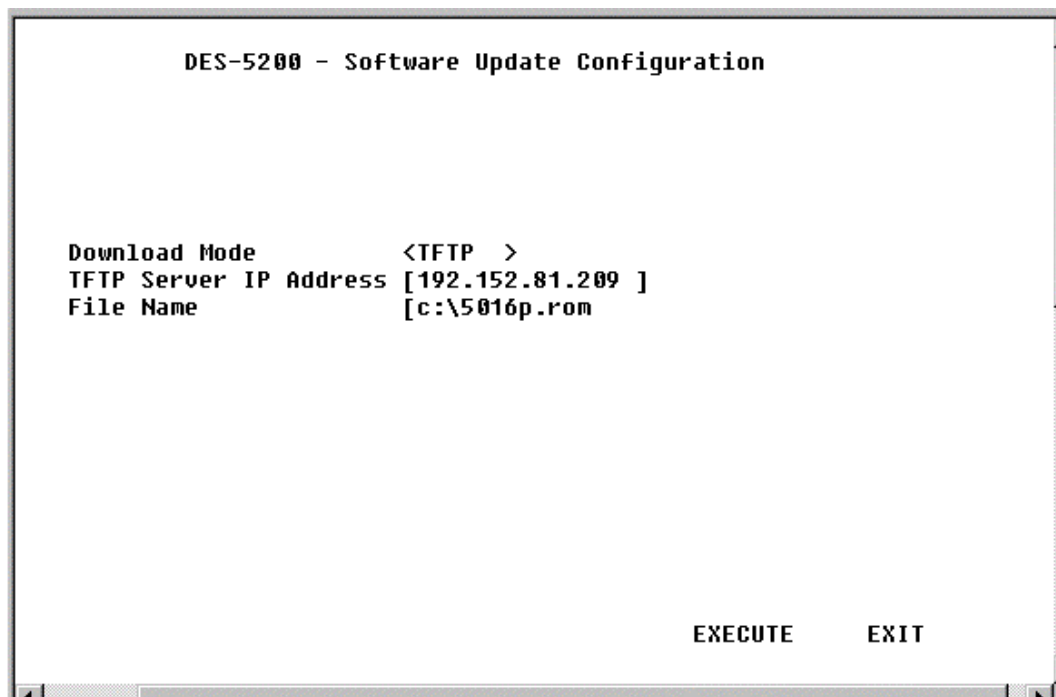 DES-5200 - Software Update Configuration
Download Mode <TFTP >
TFTP Server IP Address [192.152.81.209 ]
File Name [c:\5016p.rom
EXECUTE EXIT